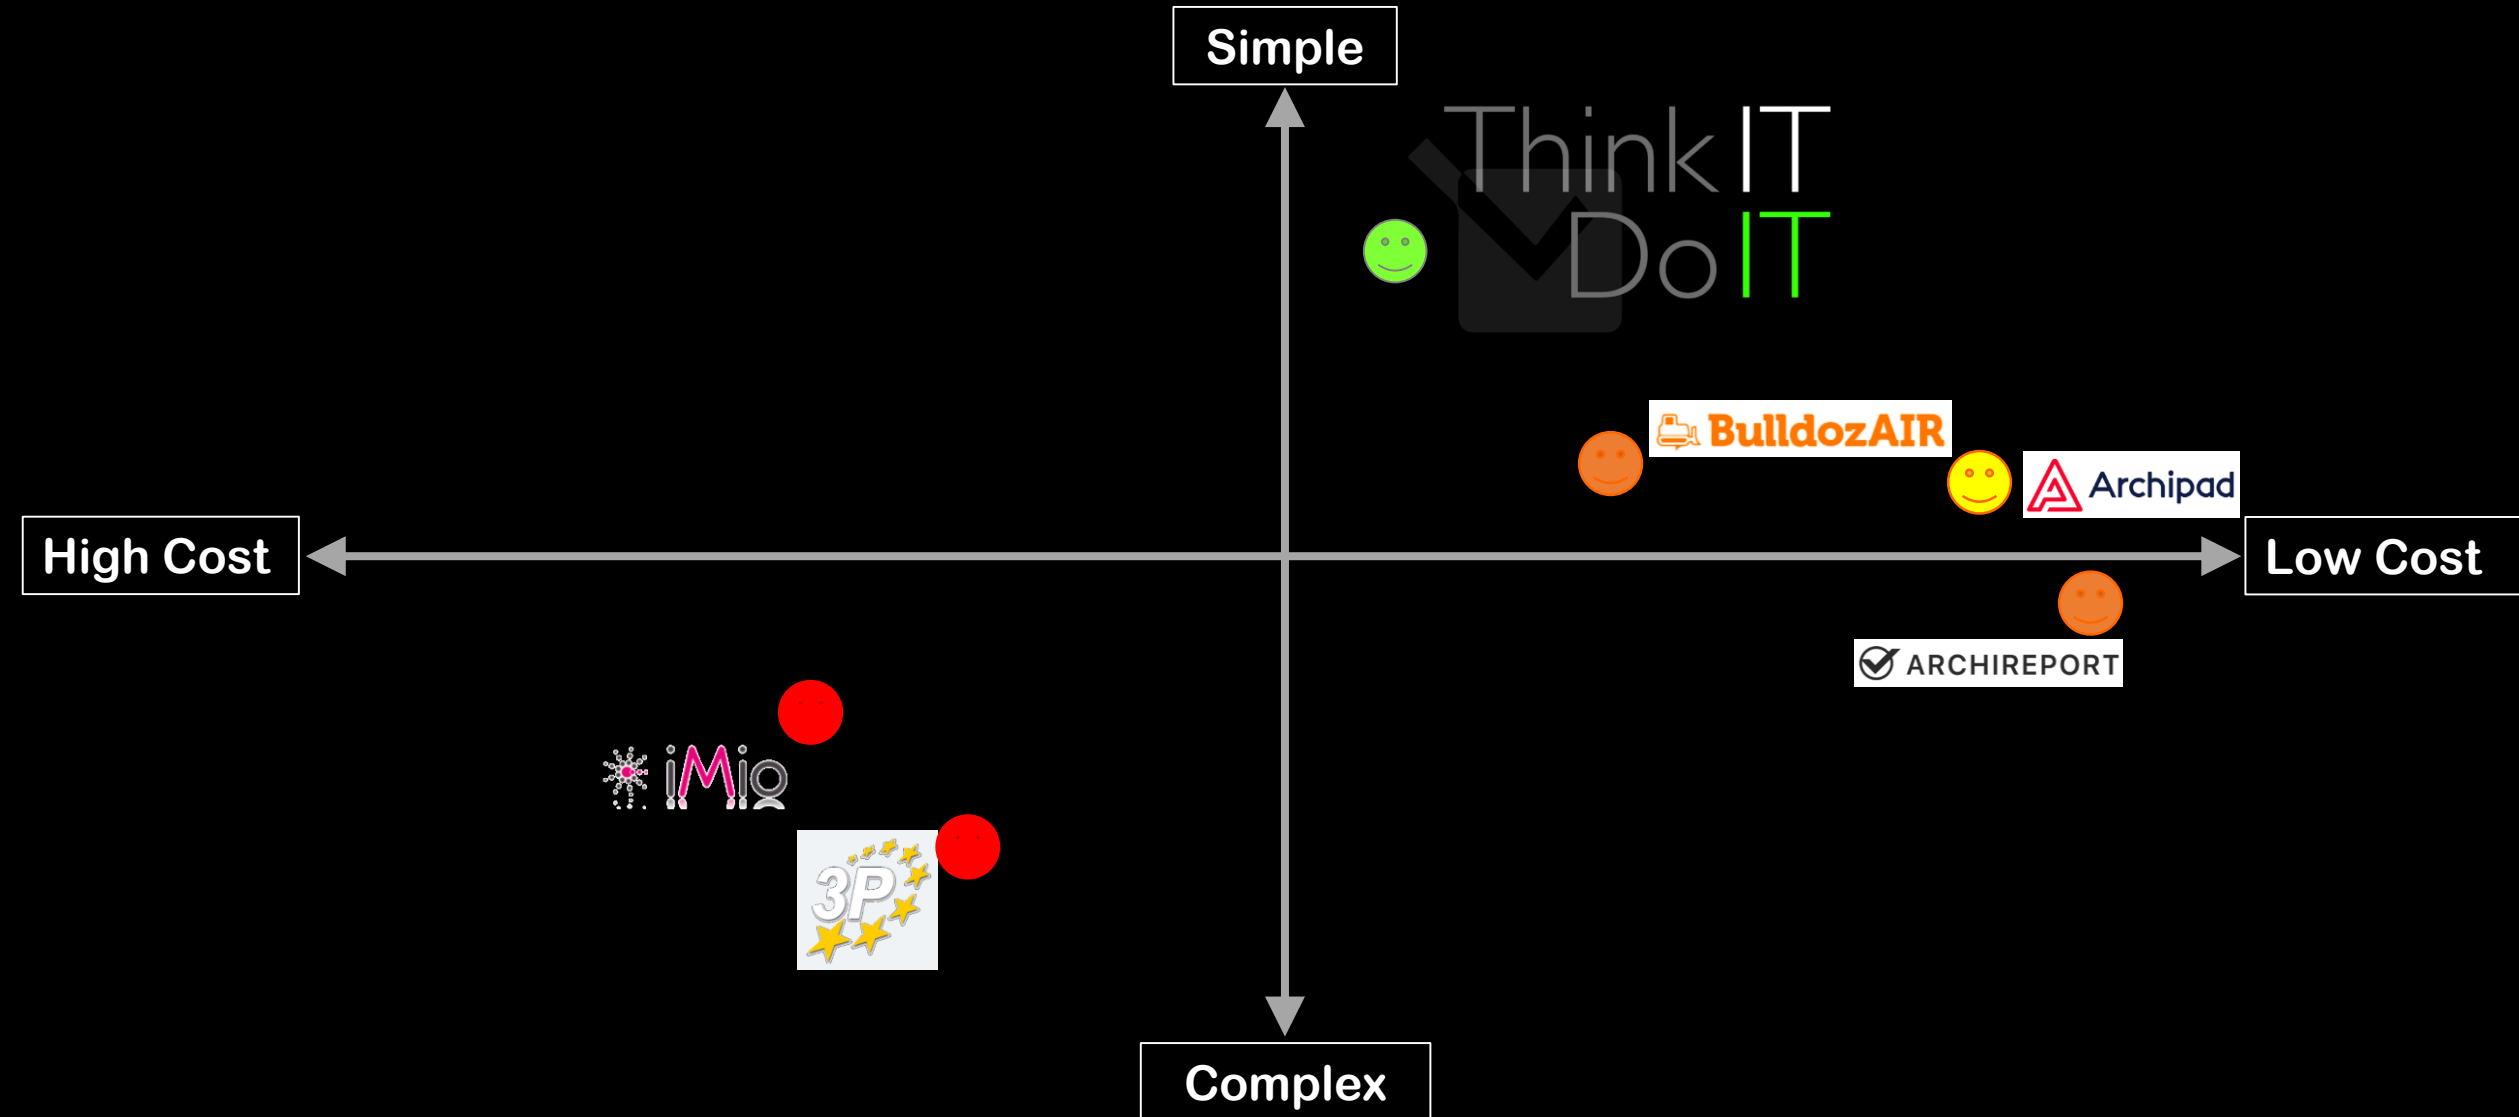 Simple
Think IT
Do IT
BulldozAIR
Archipad
High Cost
Low Cost
ARCHIREPORT
iMio
3P
Complex